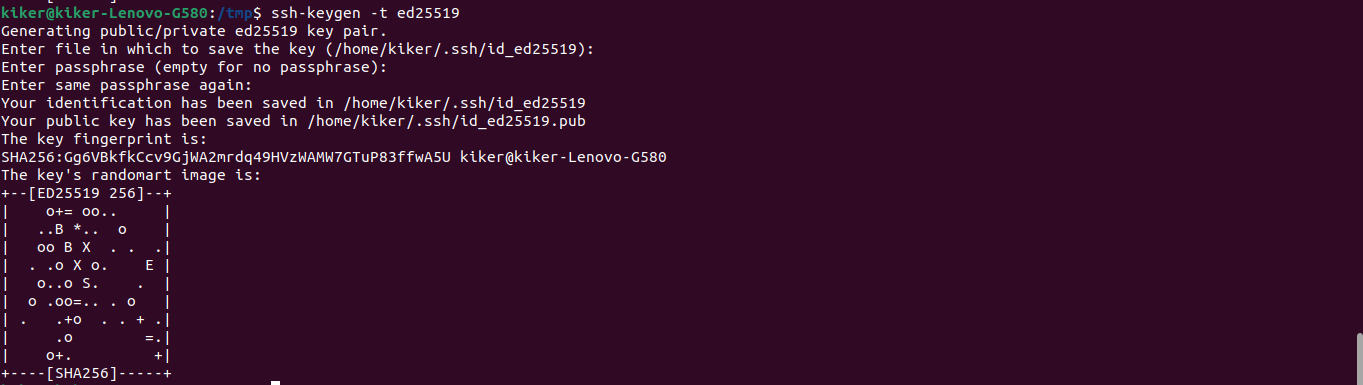 kiker@kiker-Lenovo-G580:/tmp$ ssh-keygen -t ed25519
Generating public/private ed25519 key pair.
Enter file in which to save the key (/home/kiker/.ssh/id_ed25519):
Enter passphrase (empty for no passphrase):
Enter same passphrase again:
Your identification has been saved in /home/kiker/.ssh/id_ed25519
Your public key has been saved in /home/kiker/.ssh/id_ed25519.pub
The key fingerprint is:
SHA256:Gg6VBkfkCcv9GjWA2mrdq49HVzWAMW7GTuP83ffwA5U kiker@kiker-Lenovo-G580
The key's randomart image is:
+--[ED25519 256]--+
|    o+= oo..     |
|   ..B *..  o    |
|   oo B X  . .  .|
|  . .o X o.    E |
|   o..o S.    .  |
|  o .oo=.. . o   |
| .   .+o  . . + .|
|     .o        =.|
|    o+.         +|
+----[SHA256]-----+